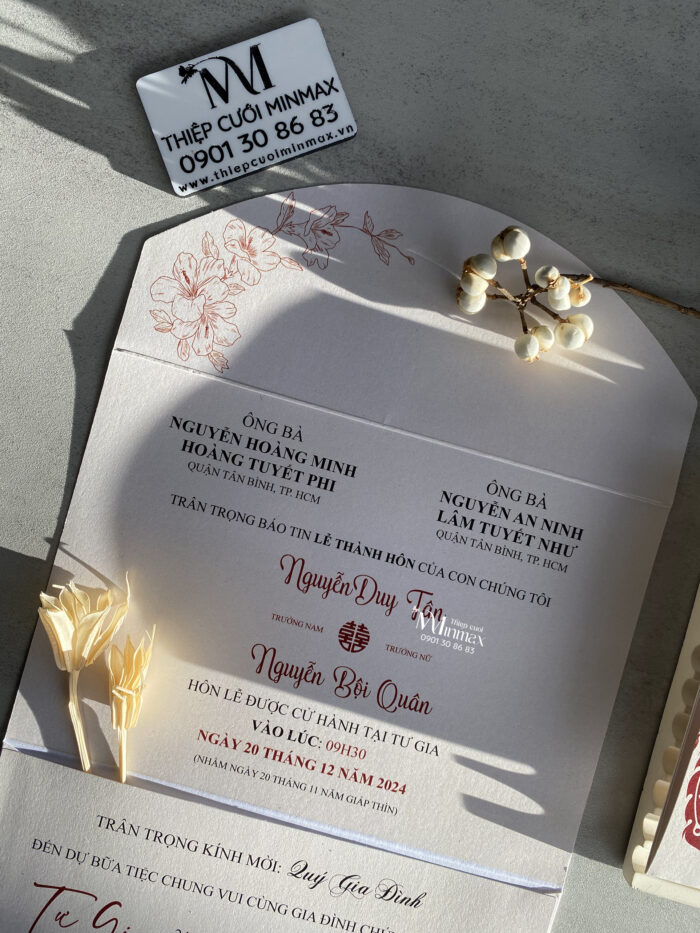 THIỆP CƯỚI MINMAX
0901 30 86 83
www.thiepcuoiminmax.vn
ÔNG BÀ
NGUYỄN HOÀNG MINH
HOÀNG TUYẾT PHI
QUẬN TÂN BÌNH, TP. HCM
ÔNG BÀ
NGUYỄN AN NINH
LÂM TUYẾT NHƯ
QUẬN TÂN BÌNH, TP. HCM
TRÂN TRỌNG BÁO TIN LỄ THÀNH HÔN CỦA CON CHÚNG TÔI
Nguyễn Duy Tân
Thiệp cưới
Minmax
0901 30 86 83
TRƯỞNG NAM
囍
TRƯỞNG NỮ
Nguyễn Bội Quân
HÔN LỄ ĐƯỢC CỬ HÀNH TẠI TƯ GIA
VÀO LÚC: 09H30
NGÀY 20 THÁNG 12 NĂM 2024
(NHẰM NGÀY 20 THÁNG 11 NĂM GIÁP THÌN)
TRÂN TRỌNG KÍNH MỜI: Quý Gia Đình
ĐẾN DỰ BỮA TIỆC CHUNG VUI CÙNG GIA ĐÌNH
Tư